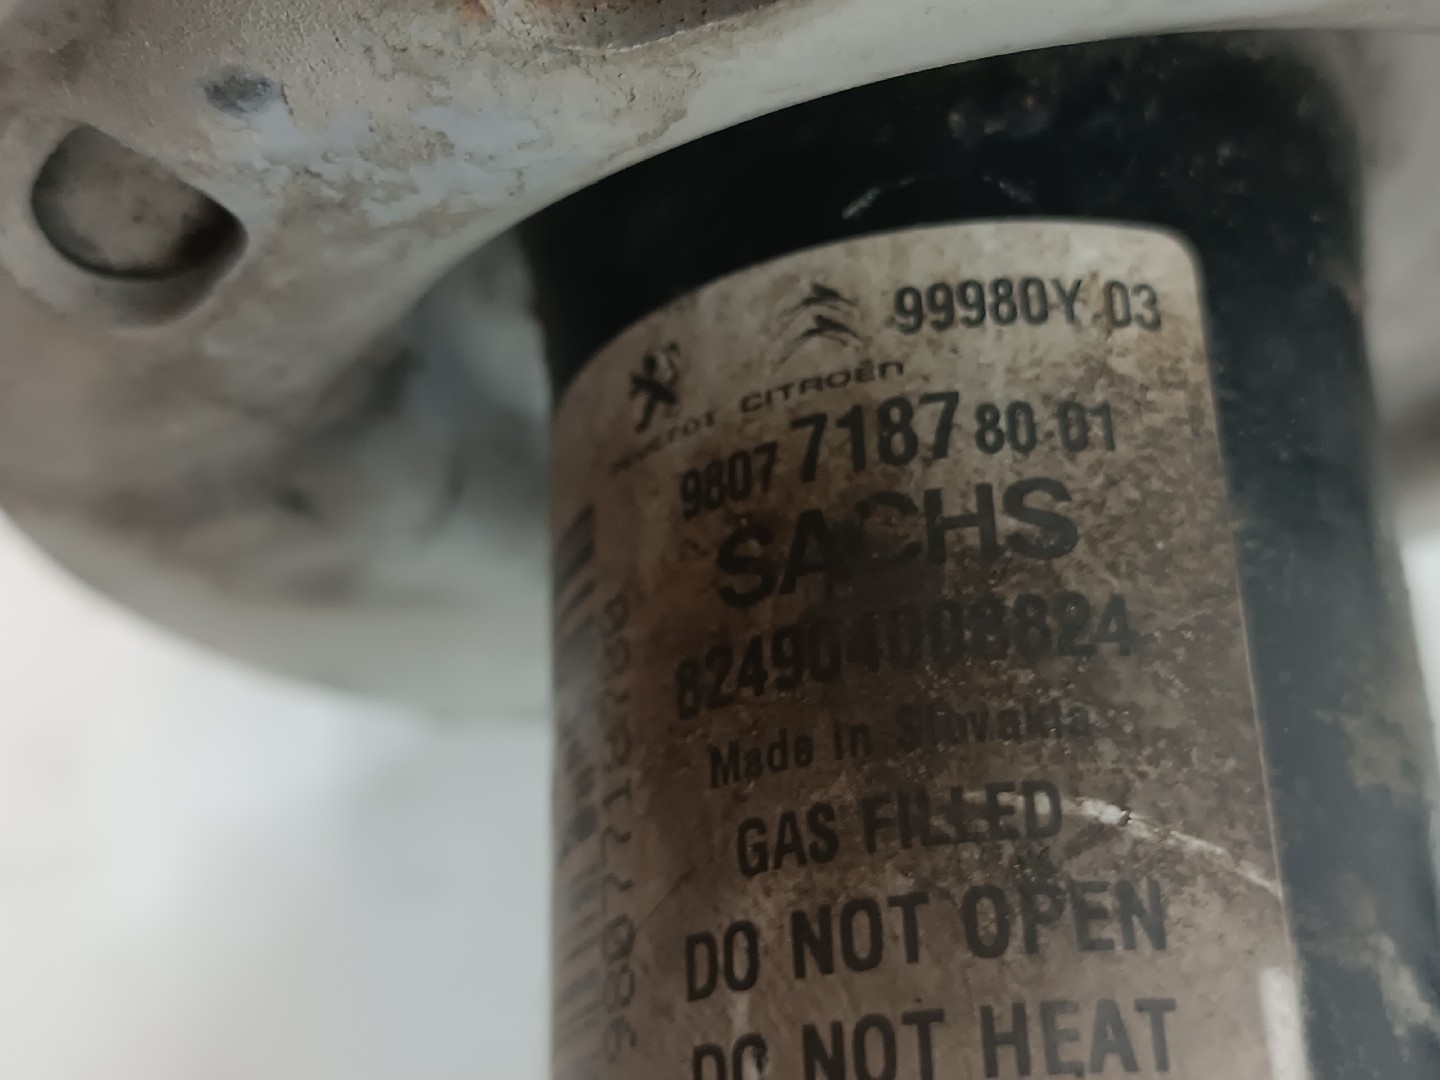 99980Y 03
PEUGEOT CITROËN
9807 7187 80 01
SACHS
824904008824
Made in Slovakia
GAS FILLED
DO NOT OPEN
DO NOT HEAT